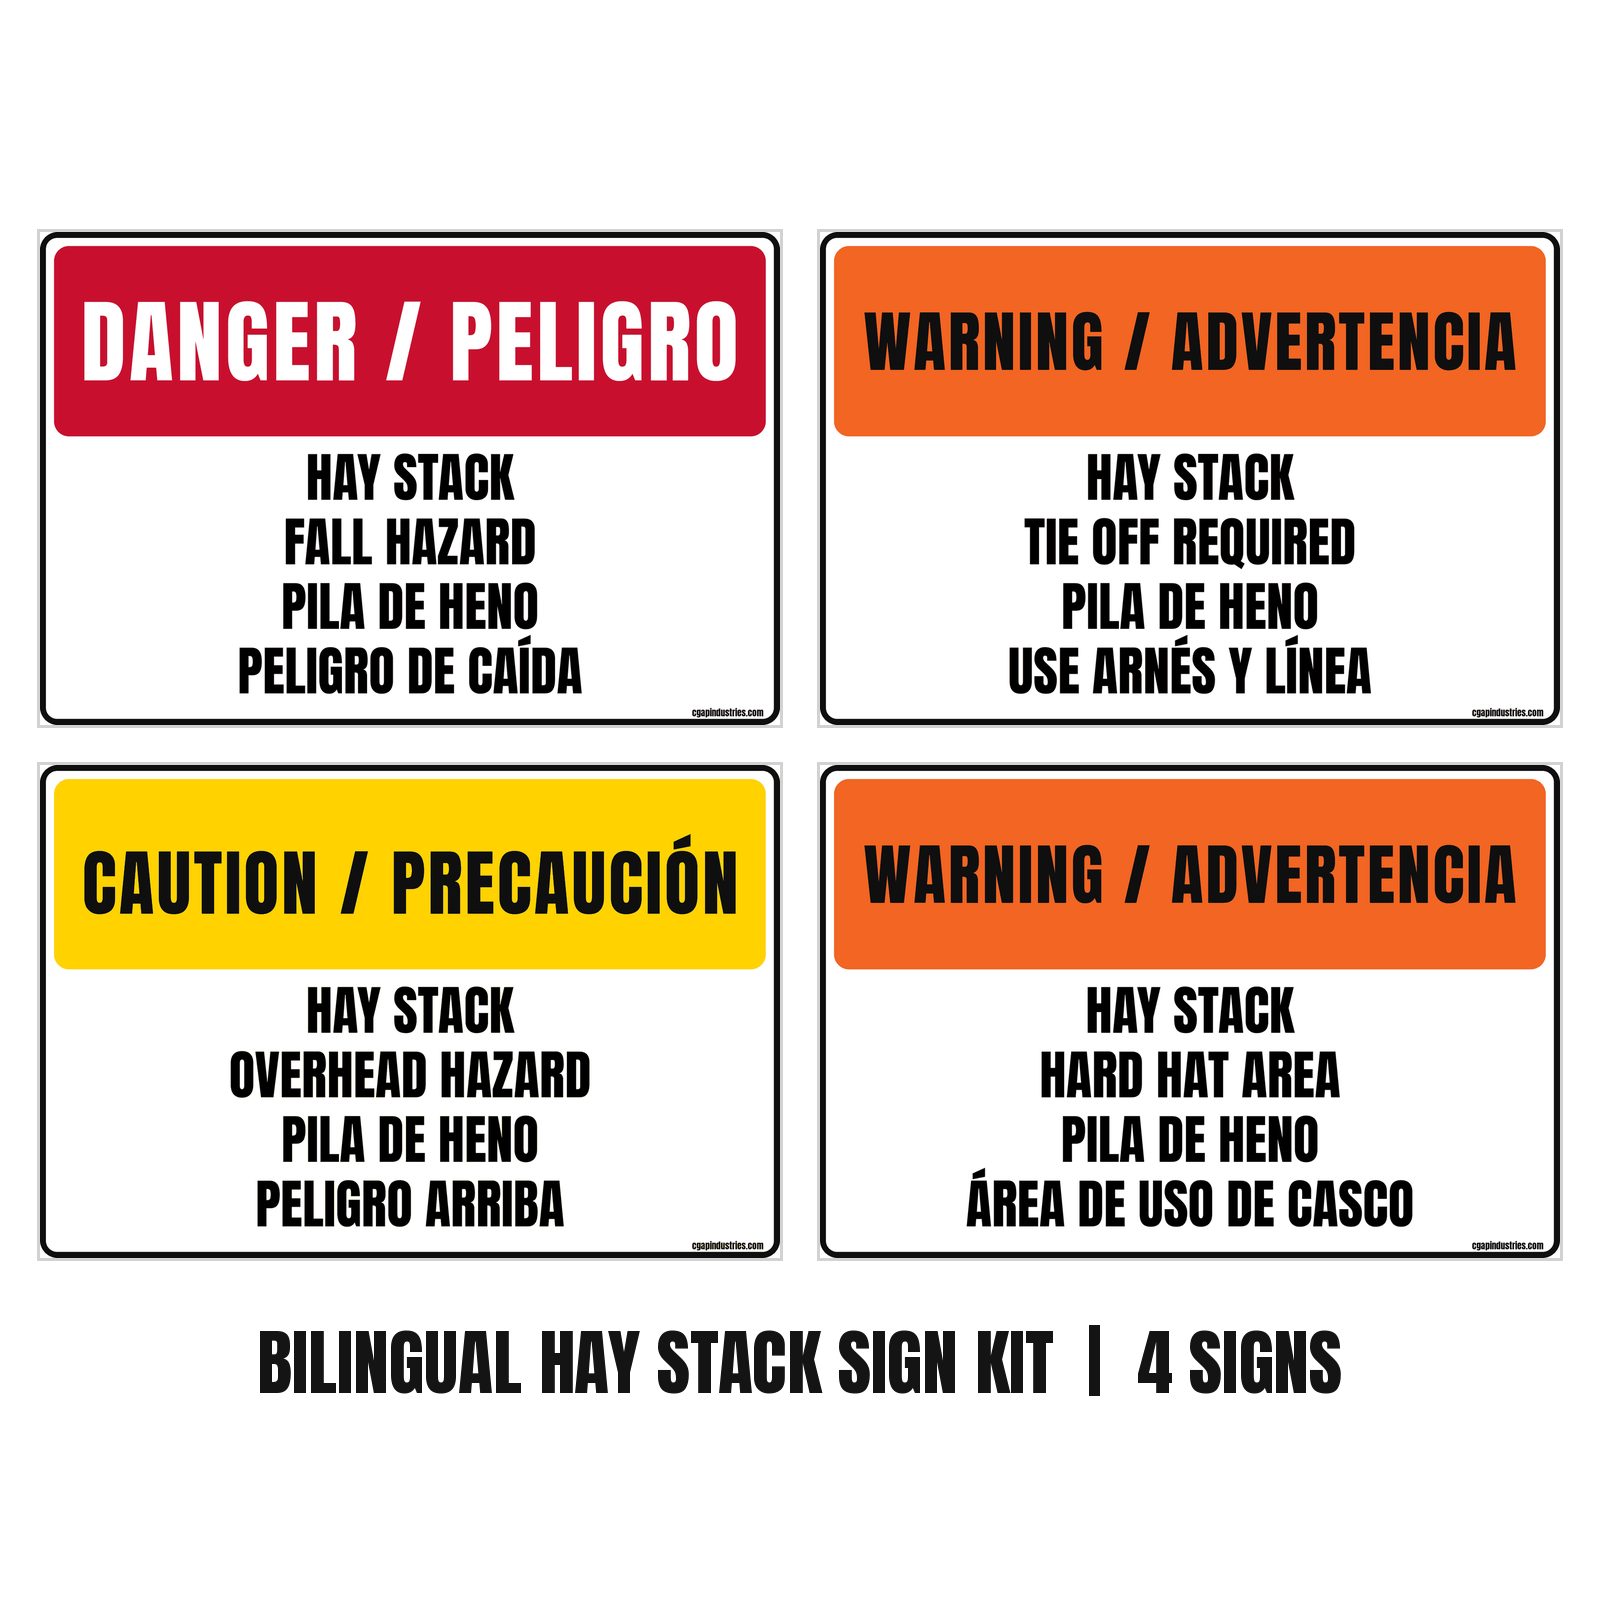 DANGER / PELIGRO
HAY STACK
FALL HAZARD
PILA DE HENO
PELIGRO DE CAÍDA
cgapindustries.com
WARNING / ADVERTENCIA
HAY STACK
TIE OFF REQUIRED
PILA DE HENO
USE ARNÉS Y LÍNEA
cgapindustries.com
CAUTION / PRECAUCIÓN
HAY STACK
OVERHEAD HAZARD
PILA DE HENO
PELIGRO ARRIBA
cgapindustries.com
WARNING / ADVERTENCIA
HAY STACK
HARD HAT AREA
PILA DE HENO
ÁREA DE USO DE CASCO
cgapindustries.com
BILINGUAL HAY STACK SIGN KIT | 4 SIGNS